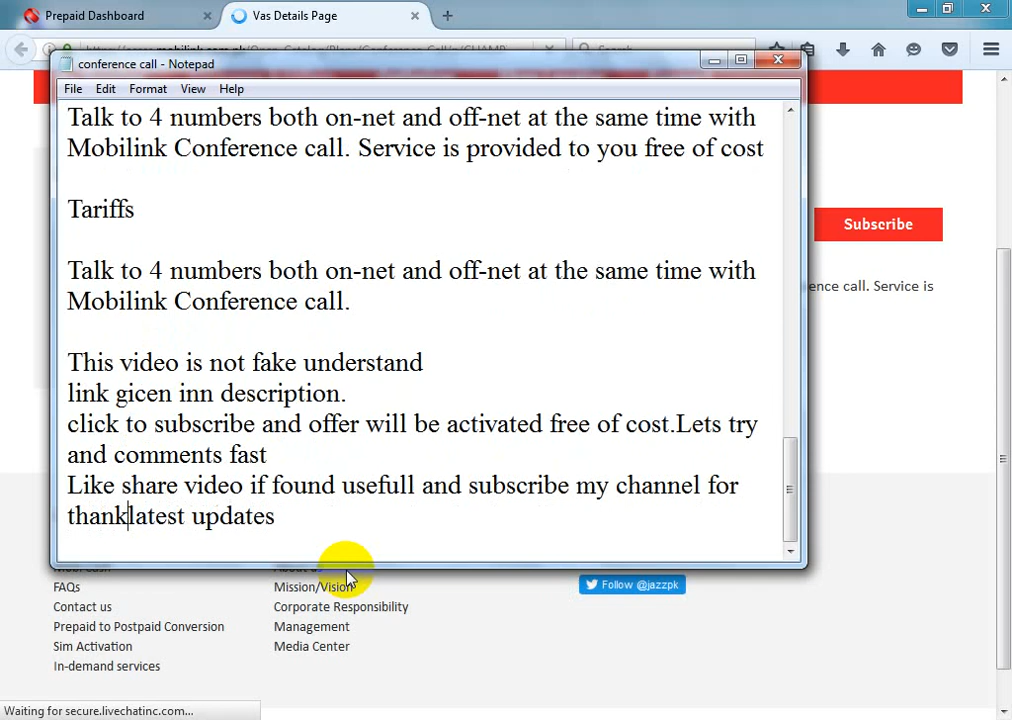 Prepaid Dashboard
Vas Details Page
conference call - Notepad
File Edit Format View Help
Talk to 4 numbers both on-net and off-net at the same time with
Mobilink Conference call. Service is provided to you free of cost
Tariffs
Talk to 4 numbers both on-net and off-net at the same time with
Mobilink Conference call.
This video is not fake understand
link gicen inn description.
click to subscribe and offer will be activated free of cost.Lets try
and comments fast
Like share video if found usefull and subscribe my channel for
thanklatest updates
Subscribe
ence call. Service is
FAQs
Contact us
Prepaid to Postpaid Conversion
Sim Activation
In-demand services
Mission/Vision
Corporate Responsibility
Management
Media Center
Follow @jazzpk
Waiting for secure.livechatinc.com...